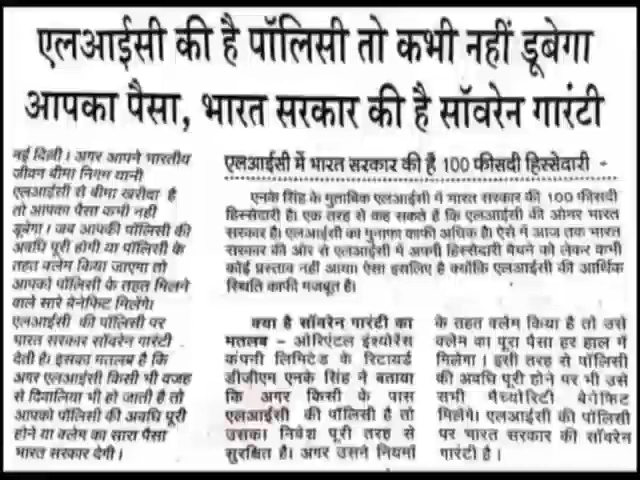 एलआईसी की है पॉलिसी तो कभी नहीं डूबेगा
आपका पैसा, भारत सरकार की है सॉवरेन गारंटी
नई दिल्ली। अगर आपने भारतीय
जीवन बीमा निगम यानी
एलआईसी से बीमा खरीदा है
तो आपका पैसा कभी नही
डूबेगा। जब आपकी पॉलिसी की
अवधि पूरी होगी या पॉलिसी के
तहत क्लेम किया जाएमा तो
आपको पॉलिसी के तहत मिलने
वाले सारे बेनेफिट मिलेंगे।
एलआईसी की पॉलिसी पर
भारत सरकार सॉवरेन गारंटी
देती है। इसका मतलब है कि
अगर एलआईसी किसी भी वजह
से दिवालिया भी हो जाती है तो
आपको पॉलिसी की अवधि पूरी
होने या क्लेम का सारा पैसा
भारत सरकार देगी।
एलआईसी में भारत सरकार की है 100 फीसदी हिस्सेदारी -
एनके सिंह के मुताबिक एलआईसी में भारत सरकार की 100 फीसदी
हिस्सेदारी है। एक तरह से कह सकते हैं कि एलआईसी की ओनर भारत
सरकार है। एलआईसी का मुनाफा काफी अधिक है। ऐसे में आज तक भारत
सरकार की ओर से एलआईसी में अपनी हिस्सेदारी बेचने को लेकर कभी
कोई प्रस्ताव नहीं आया। ऐसा इसलिए है क्योंकि एलआईसी की आर्थिक
स्थिति काफी मजबूत है।
क्या है सॉवरेन गारंटी का
मतलब - ओरिएंटल इंश्योरेंस
कंपनी लिमिटेड के रिटायर्ड
डीजीएम एनके सिंह ने बताया
कि अगर किसी के पास
एलआईसी की पॉलिसी है तो
उसका निवेश पूरी तरह से
सुरक्षित है। अगर उसने नियमों
के तहत क्लेम किया है तो उसे
क्लेम का पूरा पैसा हर हाल में
मिलेगा। इसी तरह से पॉलिसी
की अवधि पूरी होने पर भी उसे
सभी मैच्योरिटी बेनेफिट
मिलेंगे। एलआईसी की पॉलिसी
पर भारत सरकार की सॉवरेन
गारंटी है।